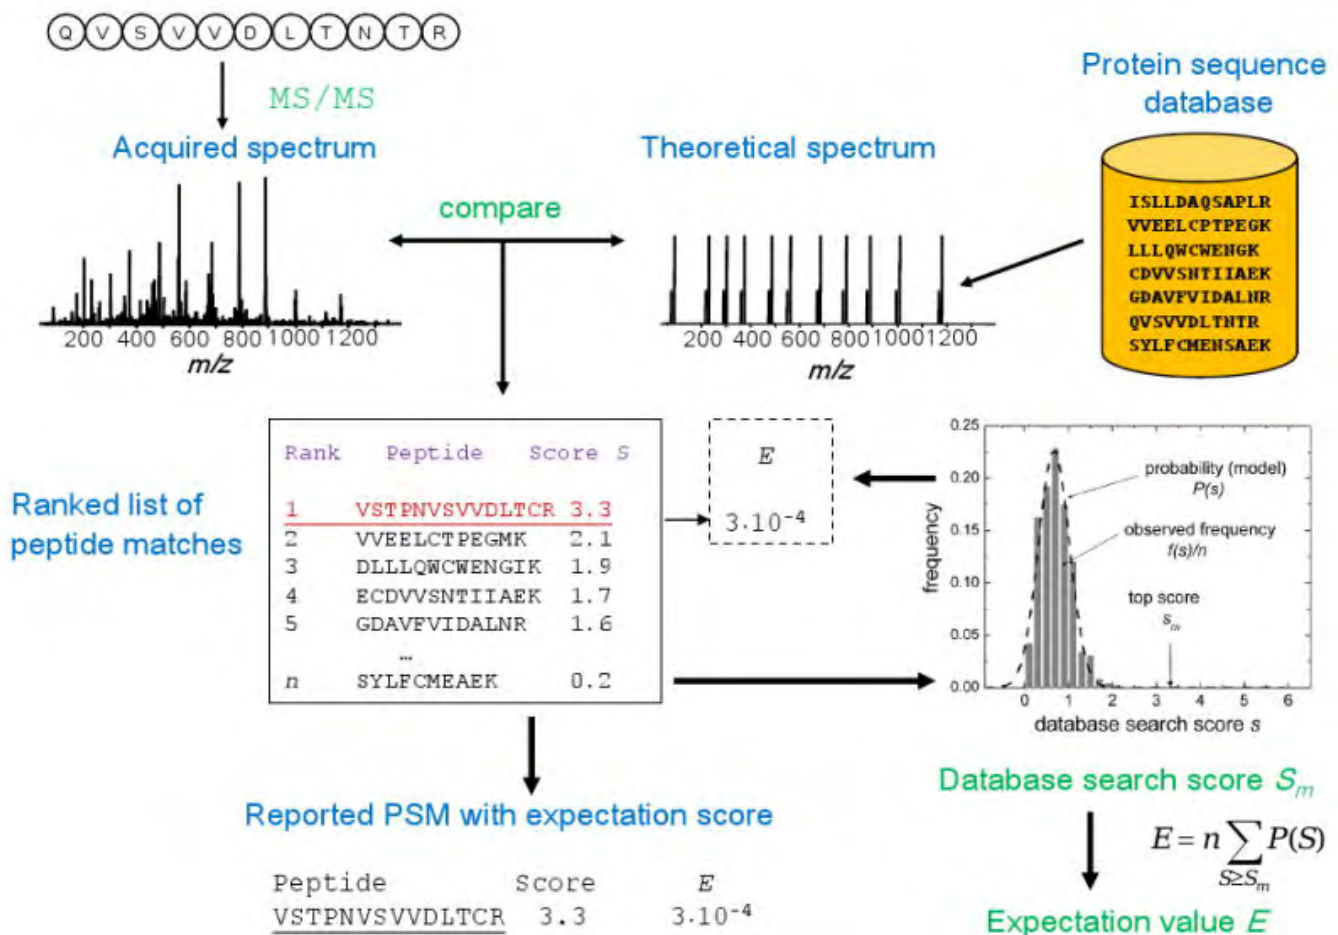 Q V S V V D L T N T R
MS/MS
Acquired spectrum
Theoretical spectrum
Protein sequence
database
compare
ISLLDAQSAPLR
VVEELCPTPEGK
LLLQWCWENGK
CDVVSNTIIAEK
GDAVFVIDALNR
QVSVVDLTNTR
SYLFCMENSAEK
200 400 600 800 1000 1200
m/z
200 400 600 800 1000 1200
m/z
Ranked list of
peptide matches
Rank Peptide Score S
1 VSTPNVSVVDLTCR 3.3
2 VVEELCTPEGMK 2.1
3 DLLLQWCWENGIK 1.9
4 ECDVVSNTIIAEK 1.7
5 GDAVFVIDALNR 1.6
…
n SYLFCMEAEK 0.2
E
3.10⁻⁴
0.25
0.20
0.15
0.10
0.05
0.00
frequency
probability (model)
P(s)
observed frequency
f(s)/n
top score
sₘ
0 1 2 3 4 5 6
database search score s
Database search score Sₘ
E = n ∑ P(S)
S≥Sₘ
Expectation value E
Reported PSM with expectation score
Peptide Score E
VSTPNVSVVDLTCR 3.3 3.10⁻⁴